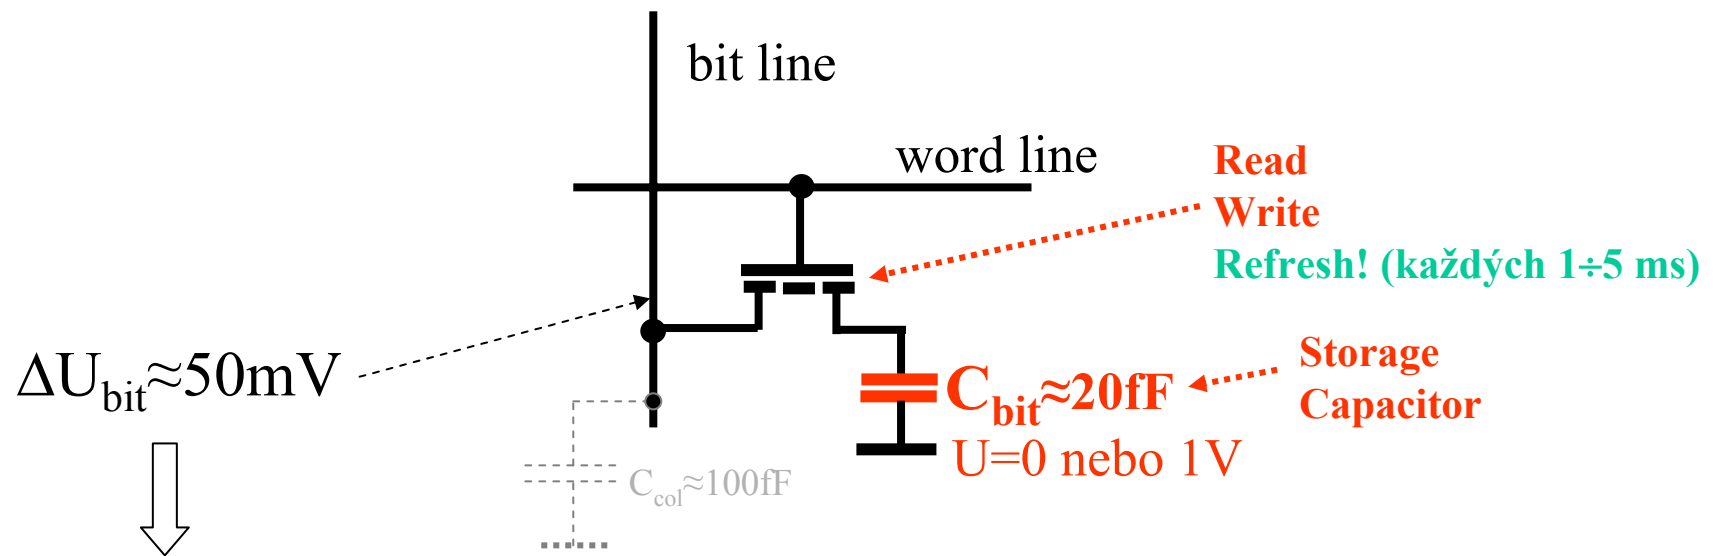 bit line
word line
Read
Write
Refresh! (každých 1÷5 ms)
ΔUbit≈50mV
Storage
Capacitor
Cbit≈20fF
U=0 nebo 1V
Ccol≈100fF